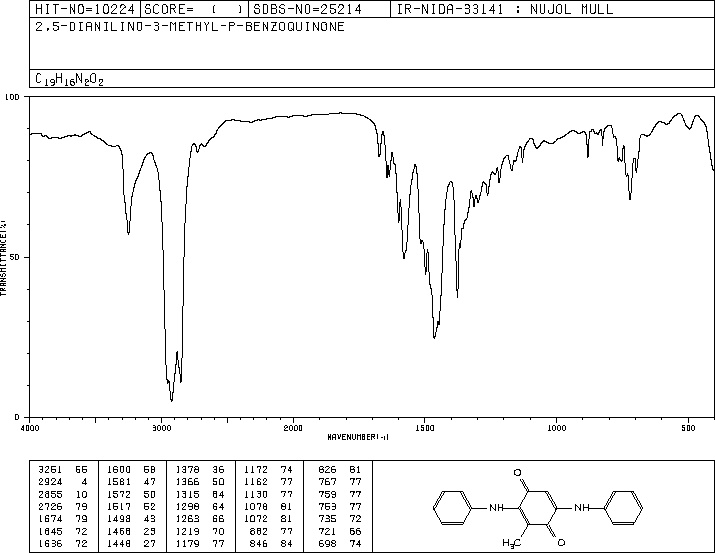 HIT-NO=10224 SCORE= ( ) SDBS-NO=25214 IR-NIDA-33141 : NUJOL MULL
2,5-DIANILINO-3-METHYL-P-BENZOQUINONE
C19H16N2O2
100
50
0
TRANSMITTANCE(%)
4000 3000 2000 1500 1000 500
WAVENUMBER(-1)
3251 55 1600 58 1378 36 1172 74 826 81
2924 4 1581 47 1366 50 1162 77 767 77
2855 10 1572 50 1315 64 1130 77 759 77
2726 79 1517 52 1298 64 1078 81 753 77
1674 79 1498 43 1263 66 1072 81 735 72
1645 72 1468 25 1219 70 882 77 721 66
1636 72 1448 27 1179 77 846 84 698 74
O
NH
NH
H3C
O